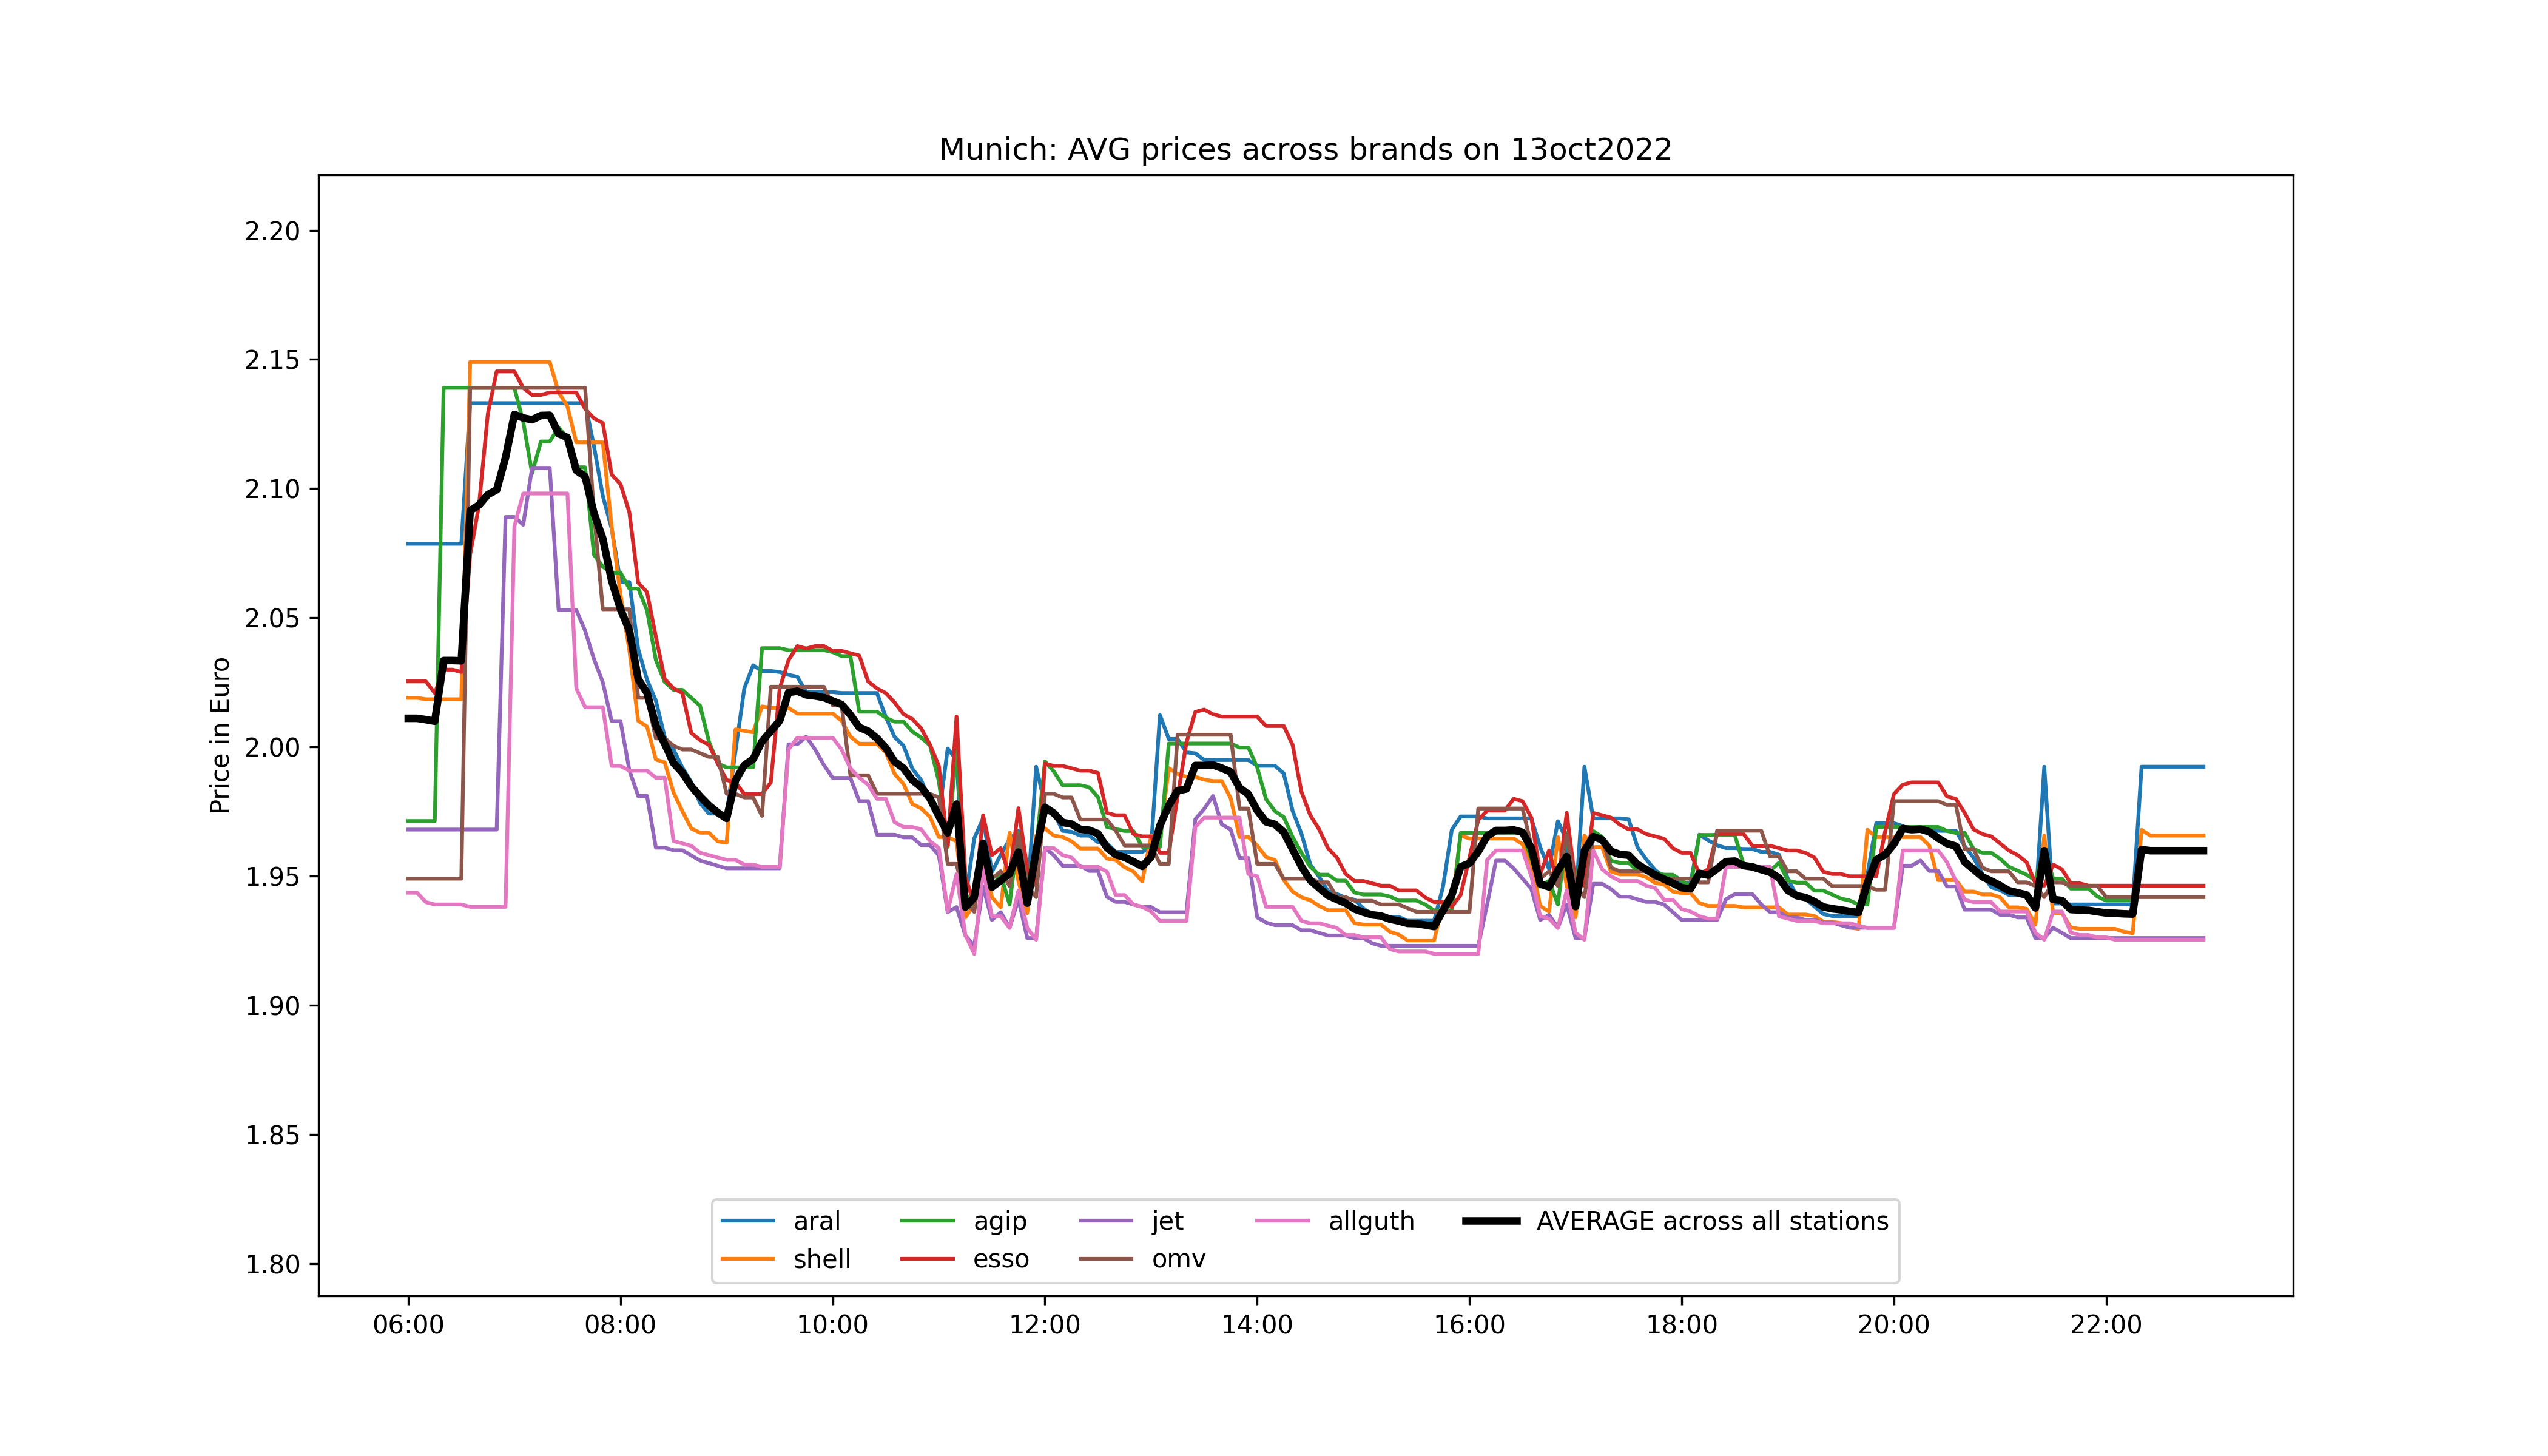 Munich: AVG prices across brands on 13oct2022
Price in Euro
2.20
2.15
2.10
2.05
2.00
1.95
1.90
1.85
1.80
06:00 08:00 10:00 12:00 14:00 16:00 18:00 20:00 22:00
aral agip jet allguth AVERAGE across all stations
shell esso omv